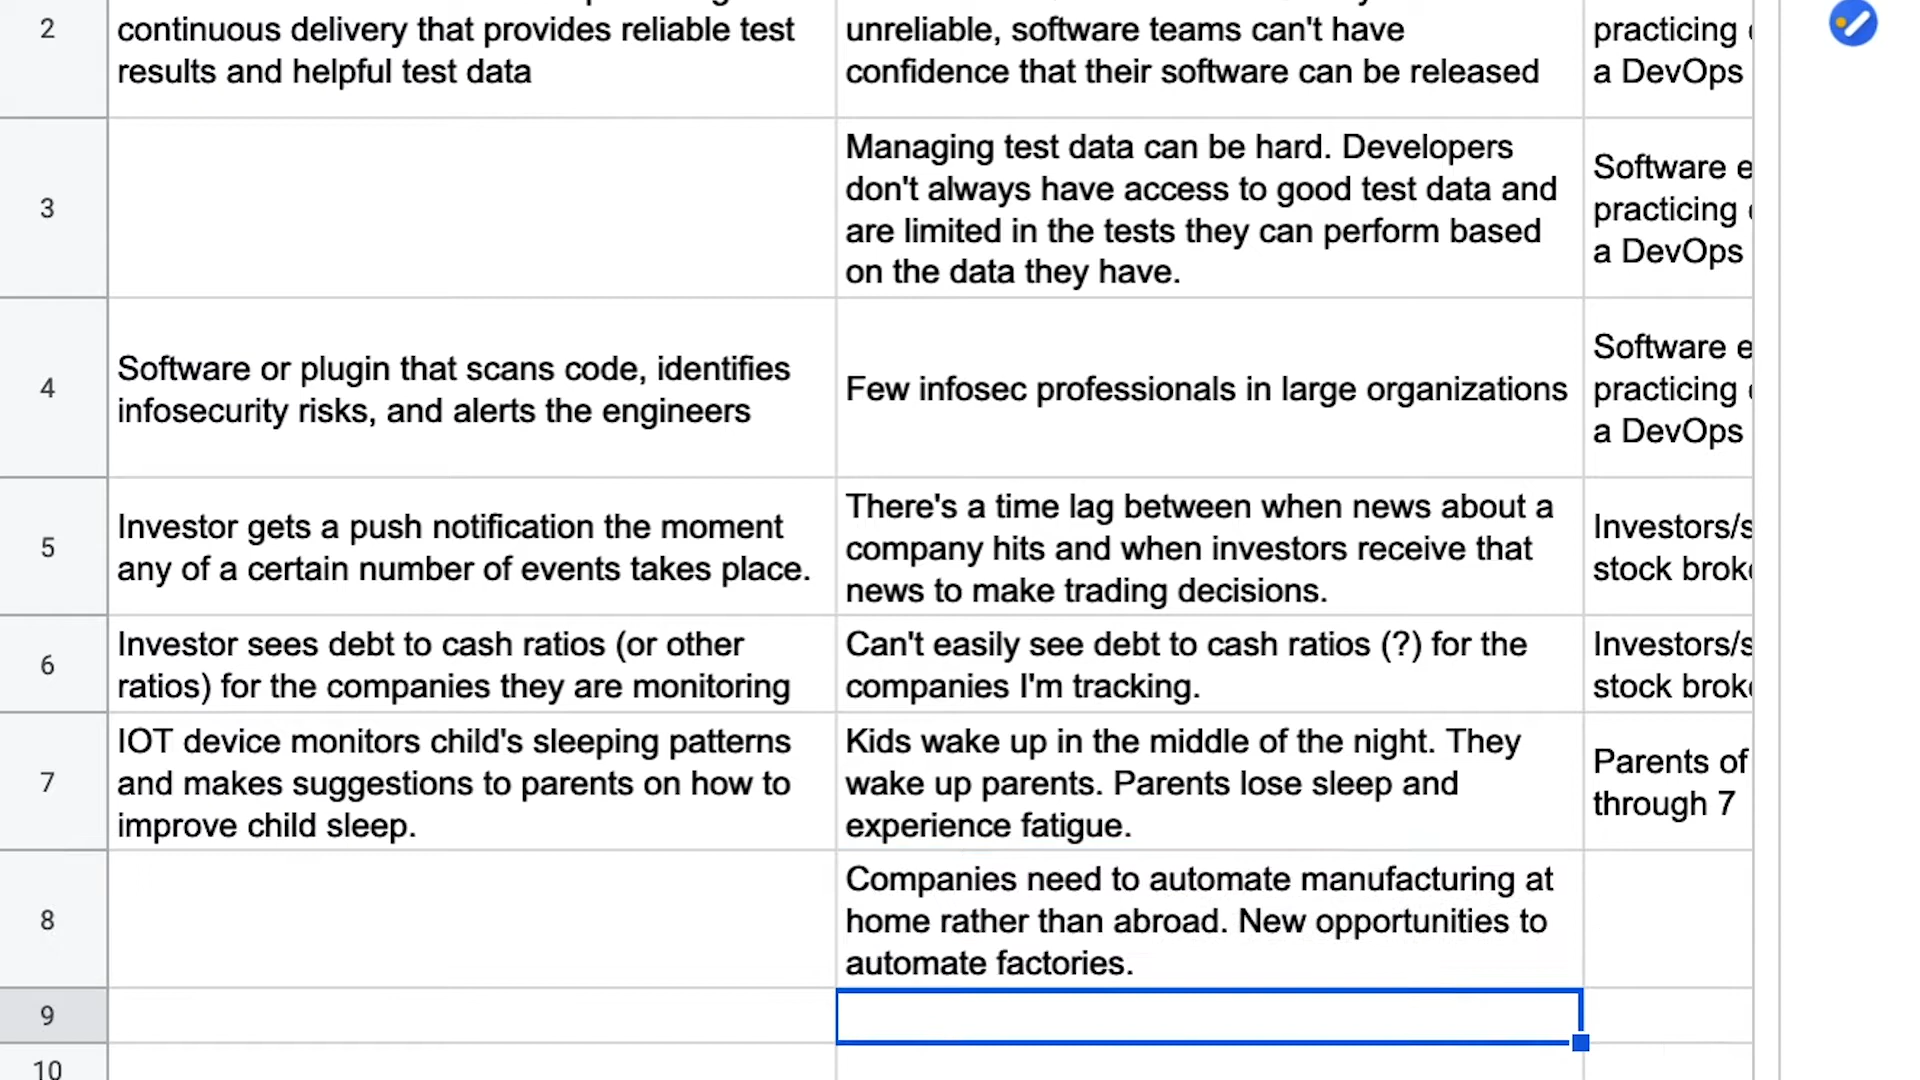 2
continuous delivery that provides reliable test
results and helpful test data
unreliable, software teams can't have
confidence that their software can be released
practicing
a DevOps
3
Managing test data can be hard. Developers
don't always have access to good test data and
are limited in the tests they can perform based
on the data they have.
Software e
practicing
a DevOps
4
Software or plugin that scans code, identifies
infosecurity risks, and alerts the engineers
Few infosec professionals in large organizations
Software e
practicing
a DevOps
5
Investor gets a push notification the moment
any of a certain number of events takes place.
There's a time lag between when news about a
company hits and when investors receive that
news to make trading decisions.
Investors/s
stock brok
6
Investor sees debt to cash ratios (or other
ratios) for the companies they are monitoring
Can't easily see debt to cash ratios (?) for the
companies I'm tracking.
Investors/s
stock brok
7
IOT device monitors child's sleeping patterns
and makes suggestions to parents on how to
improve child sleep.
Kids wake up in the middle of the night. They
wake up parents. Parents lose sleep and
experience fatigue.
Parents of
through 7
8
Companies need to automate manufacturing at
home rather than abroad. New opportunities to
automate factories.
9
10